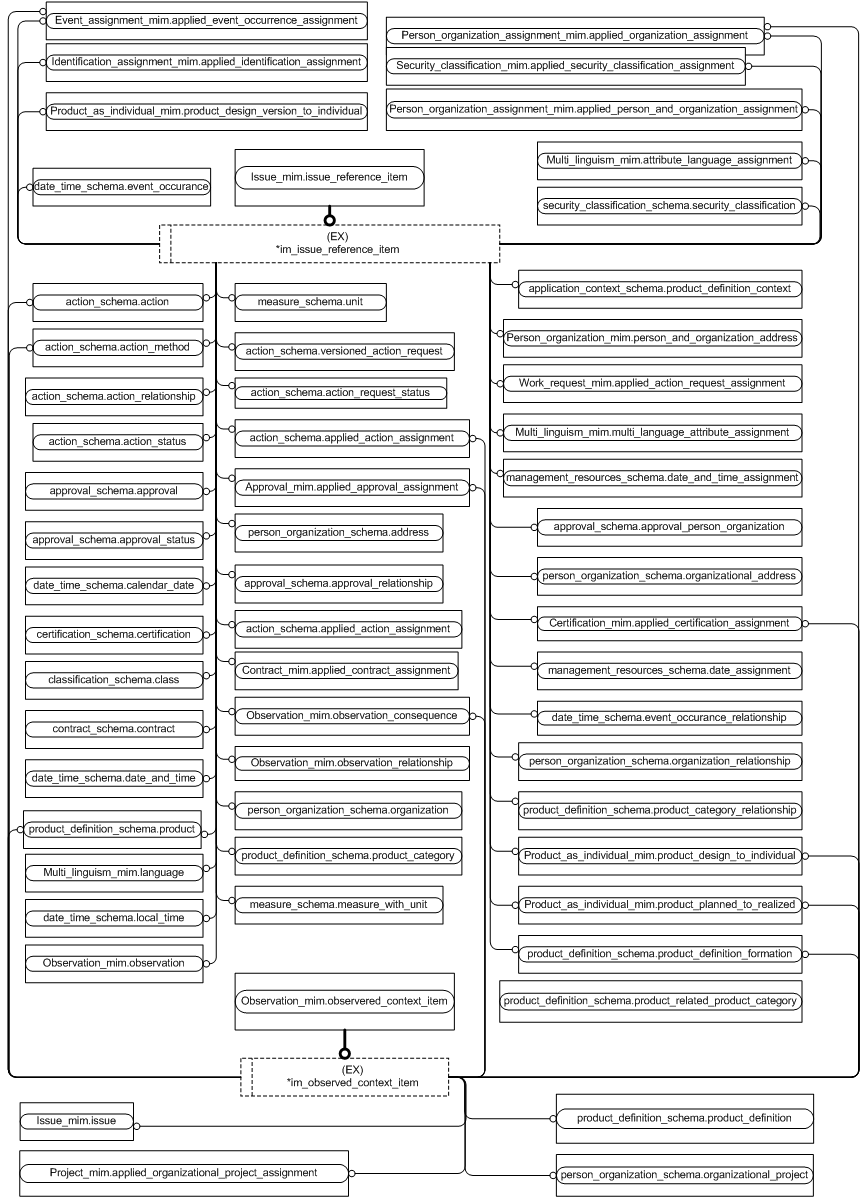 Event_assignment_mim.applied_event_occurrence_assignment
Identification_assignment_mim.applied_identification_assignment
Product_as_individual_mim.product_design_version_to_individual
date_time_schema.event_occurance
Issue_mim.issue_reference_item
Person_organization_assignment_mim.applied_organization_assignment
Security_classification_mim.applied_security_classification_assignment
Person_organization_assignment_mim.applied_person_and_organization_assignment
Multi_linguism_mim.attribute_language_assignment
security_classification_schema.security_classification
(EX)
*im_issue_reference_item
action_schema.action
action_schema.action_method
action_schema.action_relationship
action_schema.action_status
approval_schema.approval
approval_schema.approval_status
date_time_schema.calendar_date
certification_schema.certification
classification_schema.class
contract_schema.contract
date_time_schema.date_and_time
product_definition_schema.product
Multi_linguism_mim.language
date_time_schema.local_time
Observation_mim.observation
measure_schema.unit
action_schema.versioned_action_request
action_schema.action_request_status
action_schema.applied_action_assignment
Approval_mim.applied_approval_assignment
person_organization_schema.address
approval_schema.approval_relationship
action_schema.applied_action_assignment
Contract_mim.applied_contract_assignment
Observation_mim.observation_consequence
Observation_mim.observation_relationship
person_organization_schema.organization
product_definition_schema.product_category
measure_schema.measure_with_unit
Observation_mim.observered_context_item
application_context_schema.product_definition_context
Person_organization_mim.person_and_organization_address
Work_request_mim.applied_action_request_assignment
Multi_linguism_mim.multi_language_attribute_assignment
management_resources_schema.date_and_time_assignment
approval_schema.approval_person_organization
person_organization_schema.organizational_address
Certification_mim.applied_certification_assignment
management_resources_schema.date_assignment
date_time_schema.event_occurance_relationship
person_organization_schema.organization_relationship
product_definition_schema.product_category_relationship
Product_as_individual_mim.product_design_to_individual
Product_as_individual_mim.product_planned_to_realized
product_definition_schema.product_definition_formation
product_definition_schema.product_related_product_category
(EX)
*im_observed_context_item
Issue_mim.issue
Project_mim.applied_organizational_project_assignment
product_definition_schema.product_definition
person_organization_schema.organizational_project